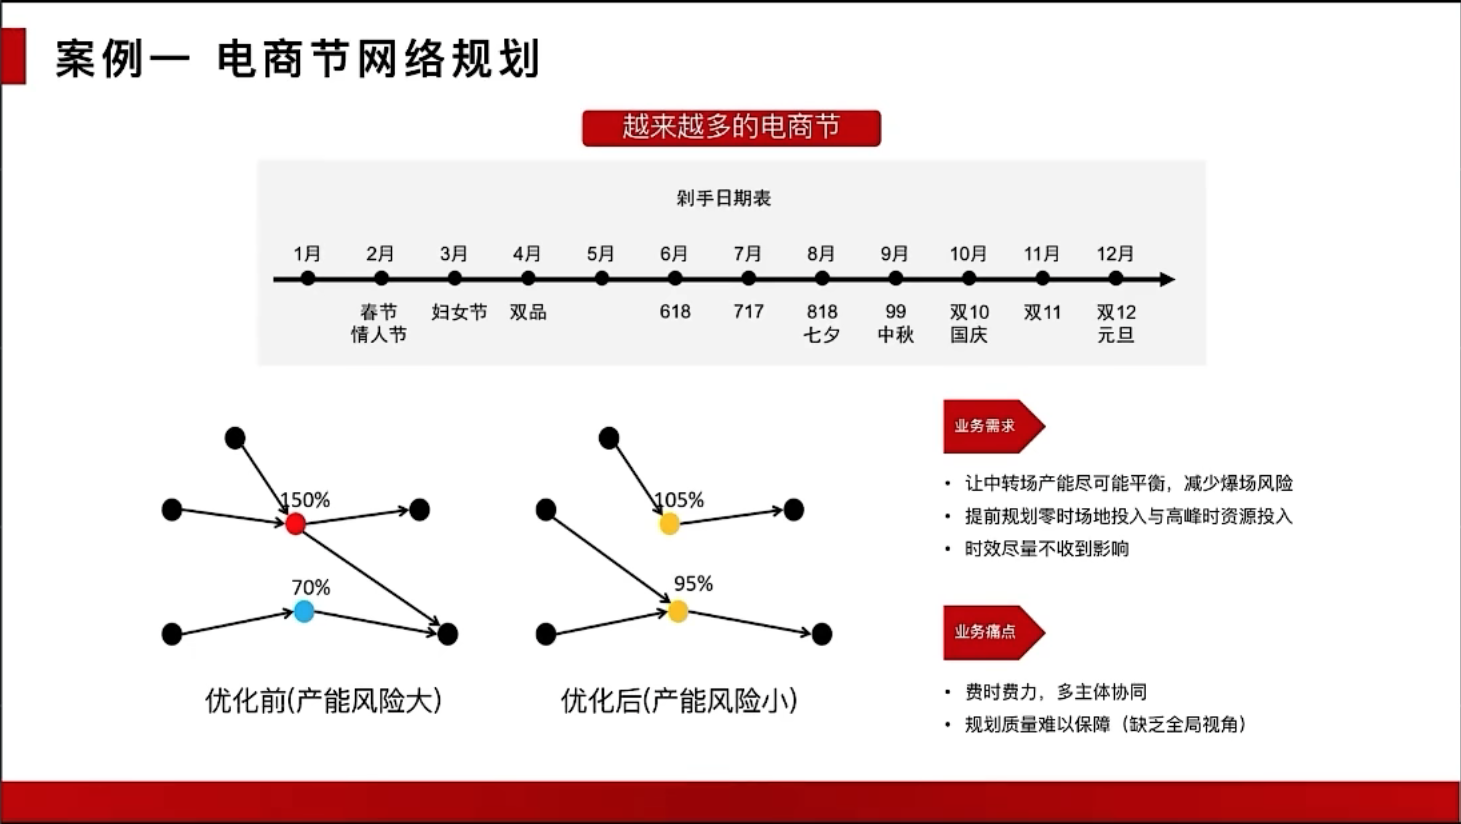 案例一 电商节网络规划
越来越多的电商节
剁手日期表
1月 2月 3月 4月 5月 6月 7月 8月 9月 10月 11月 12月
春节 妇女节 双品 618 717 818 99 双10 双11 双12
情人节 七夕 中秋 国庆 元旦
150%
70%
优化前(产能风险大)
105%
95%
优化后(产能风险小)
业务需求
• 让中转场产能尽可能平衡，减少爆场风险
• 提前规划零时场地投入与高峰时资源投入
• 时效尽量不收到影响
业务痛点
• 费时费力，多主体协同
• 规划质量难以保障（缺乏全局视角）